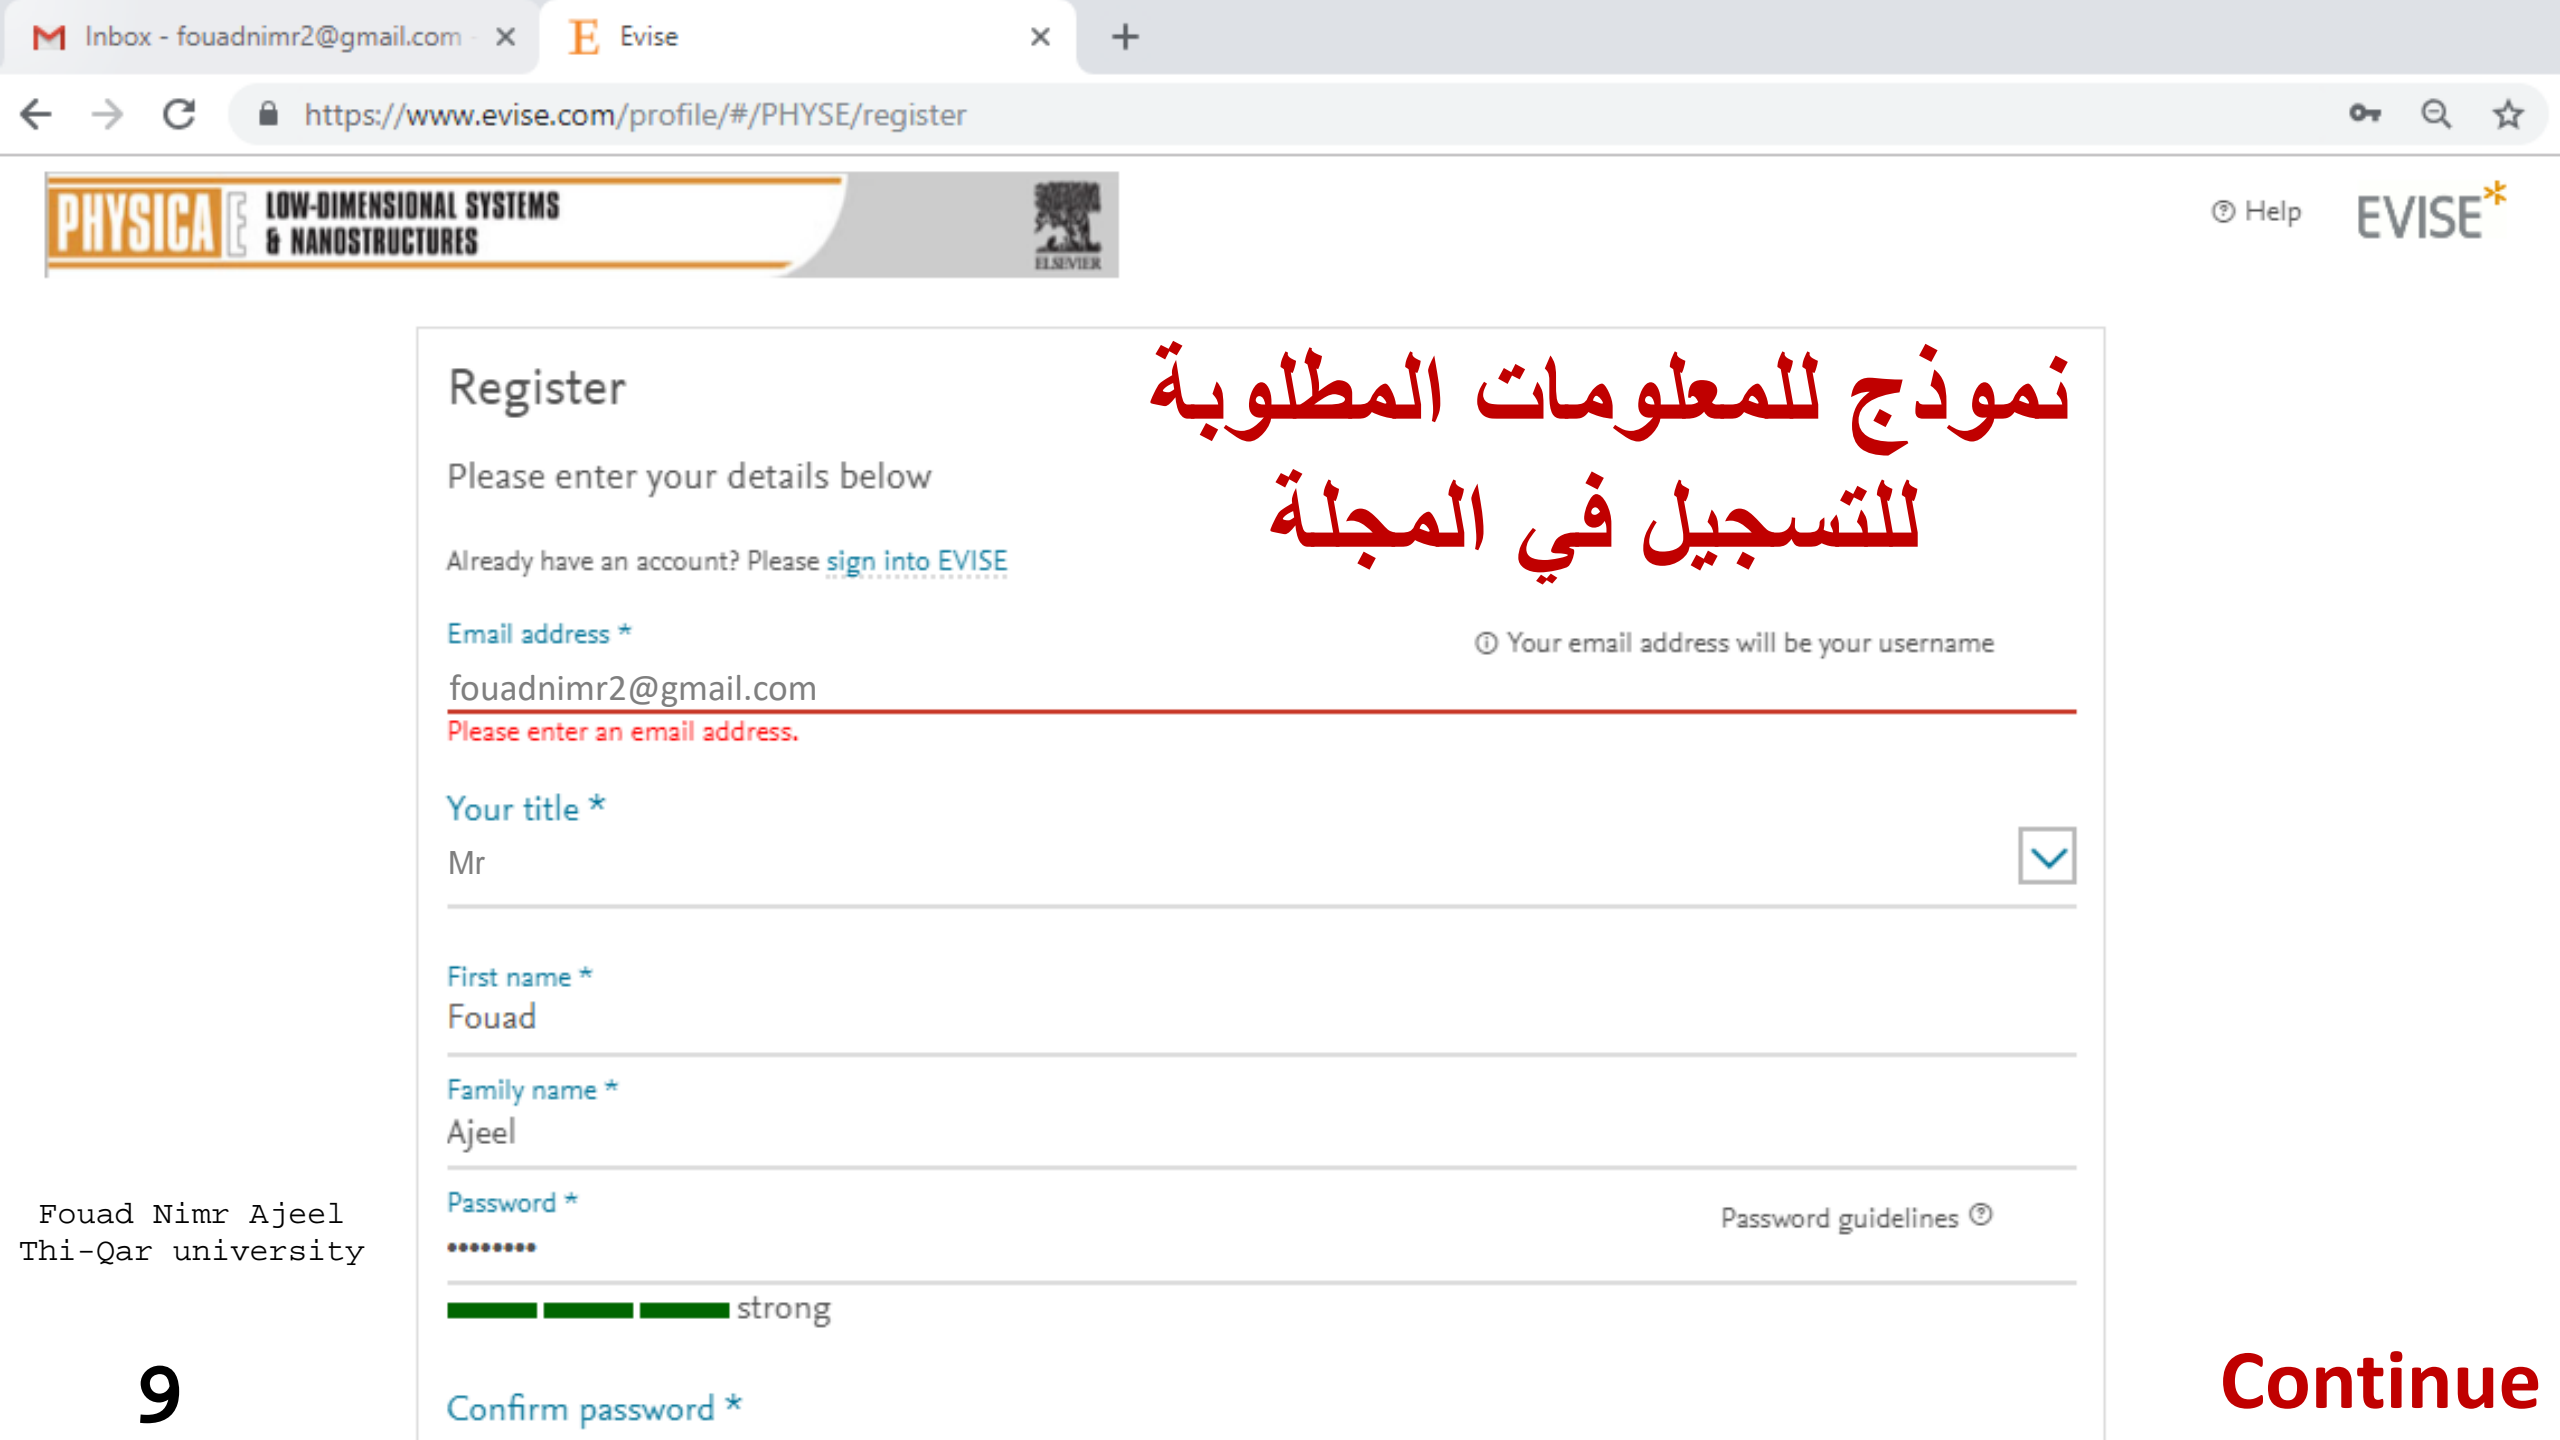 Inbox - fouadnimr2@gmail.com -
Evise
https://www.evise.com/profile/#/PHYSE/register
PHYSICA E LOW-DIMENSIONAL SYSTEMS
& NANOSTRUCTURES
ELSEVIER
Help
EVISE*
Register
نموذج للمعلومات المطلوبة
للتسجيل في المجلة
Please enter your details below
Already have an account? Please sign into EVISE
Email address *
Your email address will be your username
fouadnimr2@gmail.com
Please enter an email address.
Your title *
Mr
First name *
Fouad
Family name *
Ajeel
Password *
Password guidelines
••••••••
strong
Confirm password *
Fouad Nimr Ajeel
Thi-Qar university
9
Continue